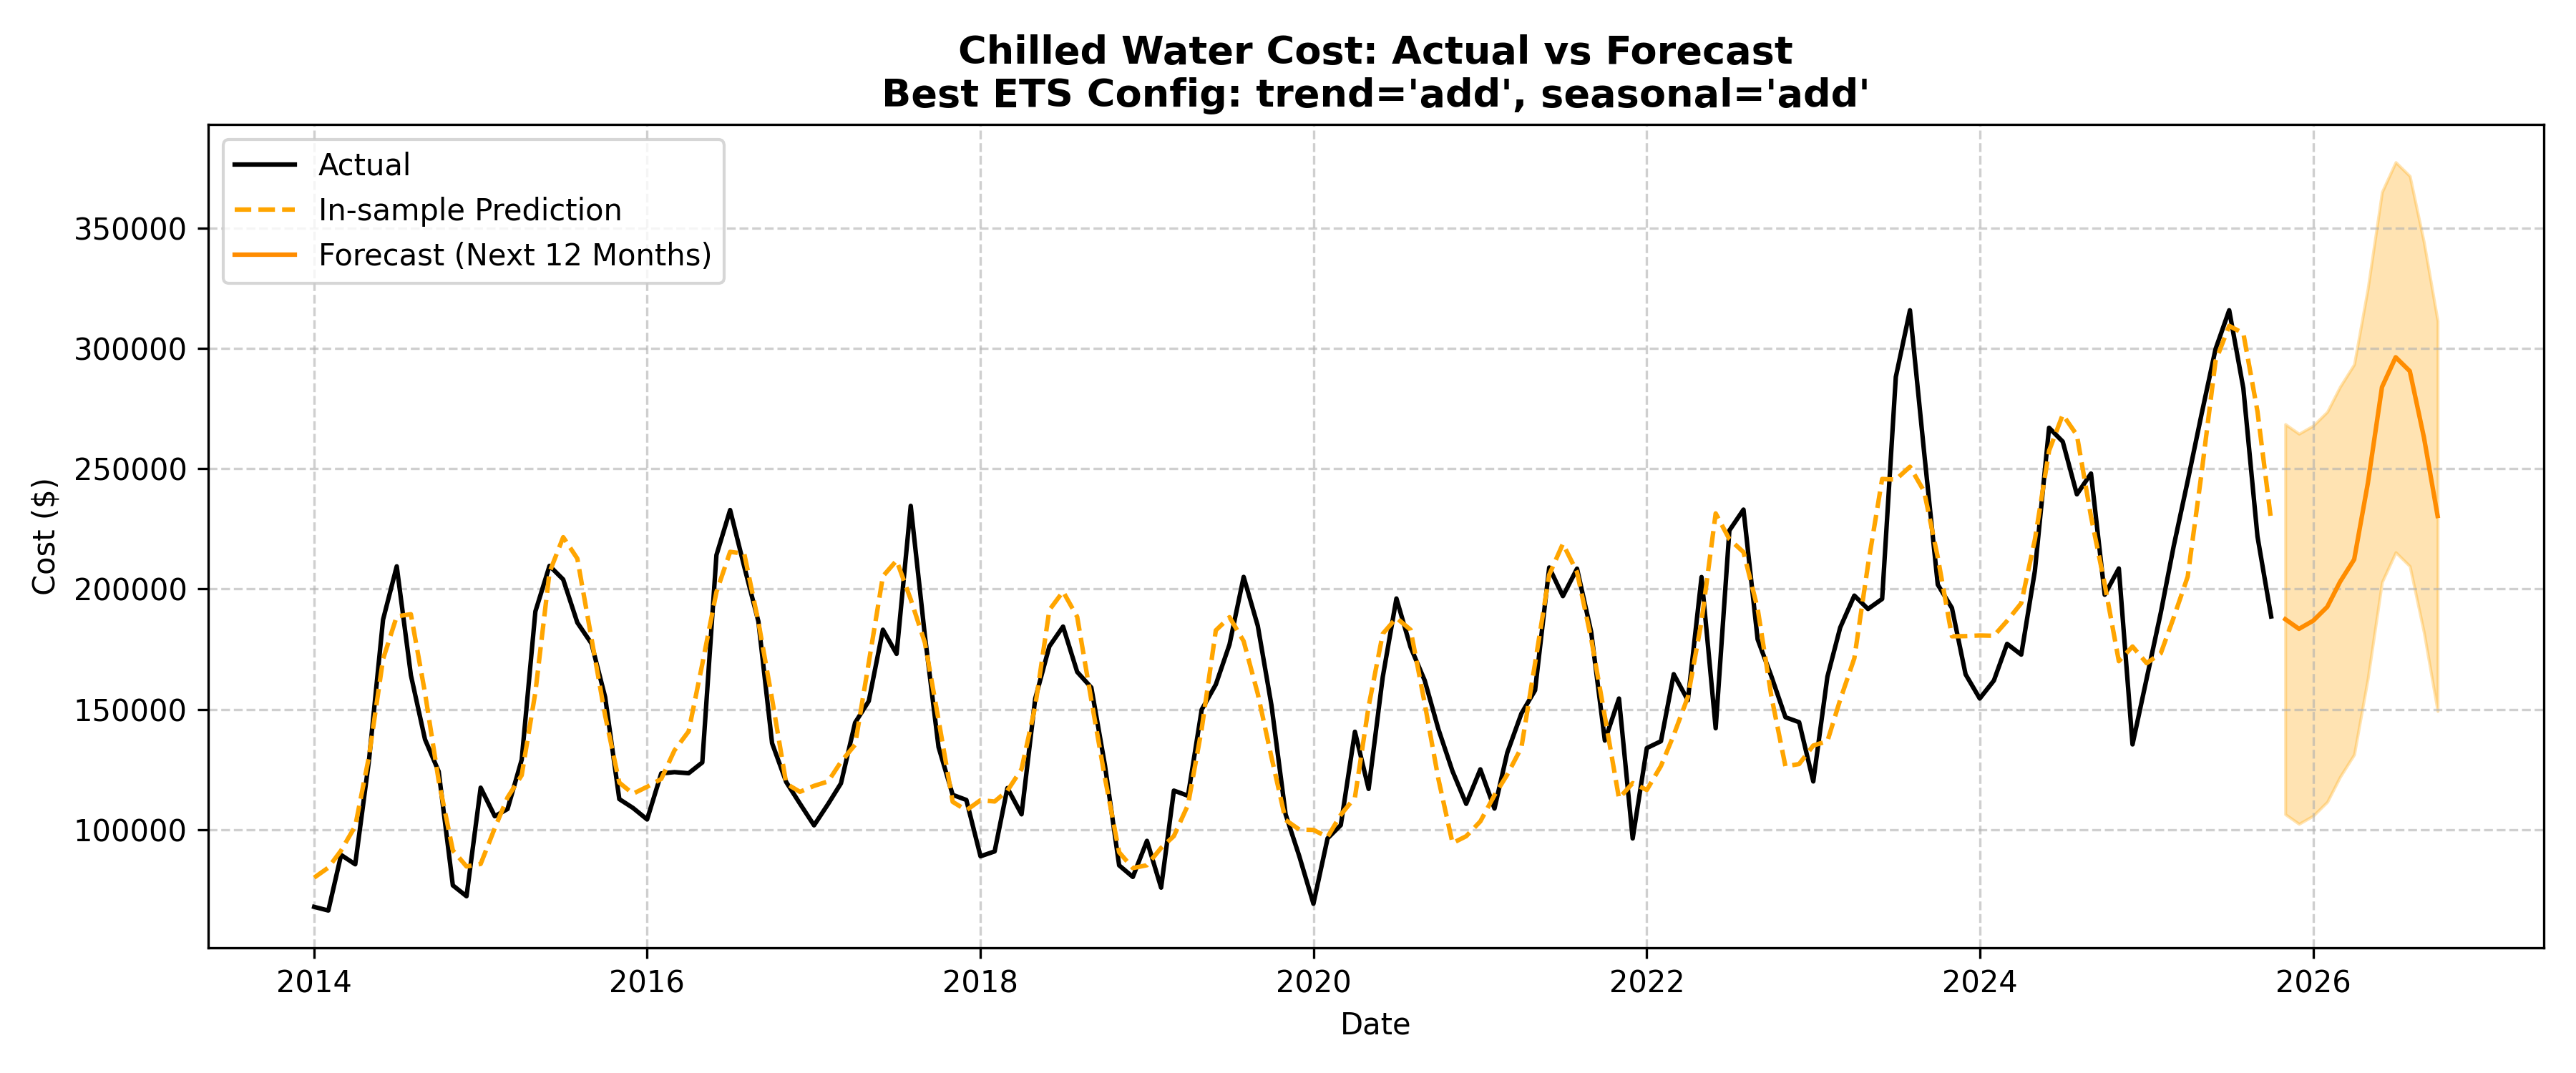 Chilled Water Cost: Actual vs Forecast
Best ETS Config: trend='add', seasonal='add'
Actual
In-sample Prediction
Forecast (Next 12 Months)
Cost ($)
350000
300000
250000
200000
150000
100000
2014
2016
2018
2020
2022
2024
2026
Date